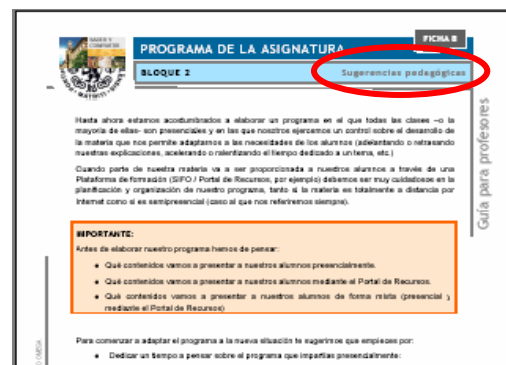 SABER Y
COMPARTIR
FICHA B
PROGRAMA DE LA ASIGNATURA
BLOQUE 2
Sugerencias pedagógicas
Hasta ahora estamos acostumbrados a elaborar un programa en el que todas las clases –o la
mayoría de ellas- son presenciales y en las que nosotros ejercemos un control sobre el desarrollo de
la materia que nos permite adaptarnos a las necesidades de los alumnos (adelantando o retrasando
nuestras explicaciones, acelerando o ralentizando el tiempo dedicado a un tema, etc.)
Cuando parte de nuestra materia va a ser proporcionada a nuestros alumnos a través de una
Plataforma de formación (SIFO / Portal de Recursos, por ejemplo) debemos ser muy cuidadosos en la
planificación y organización de nuestro programa, tanto si la materia es totalmente a distancia por
Internet como si es semipresencial (caso al que nos referiremos siempre).
Guía para profesores
IMPORTANTE:
Antes de elaborar nuestro programa hemos de pensar:
● Qué contenidos vamos a presentar a nuestros alumnos presencialmente.
● Qué contenidos vamos a presentar a nuestros alumnos mediante el Portal de Recursos.
● Qué contenidos vamos a presentar a nuestros alumnos de forma mixta (presencial y
mediante el Portal de Recursos)
Para comenzar a adaptar el programa a la nueva situación te sugerimos que empieces por:
● Dedicar un tiempo a pensar sobre el programa que impartías presencialmente:
OMEGA